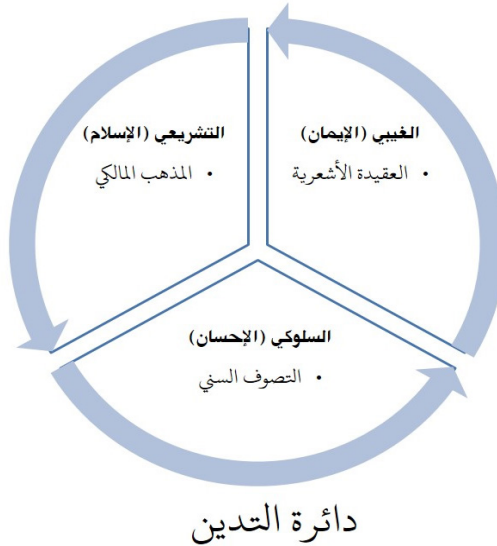 الغيبي (الإيمان)
• العقيدة الأشعرية
التشريعي (الإسلام)
• المذهب المالكي
السلوكي (الإحسان)
• التصوف السني
دائرة التدين